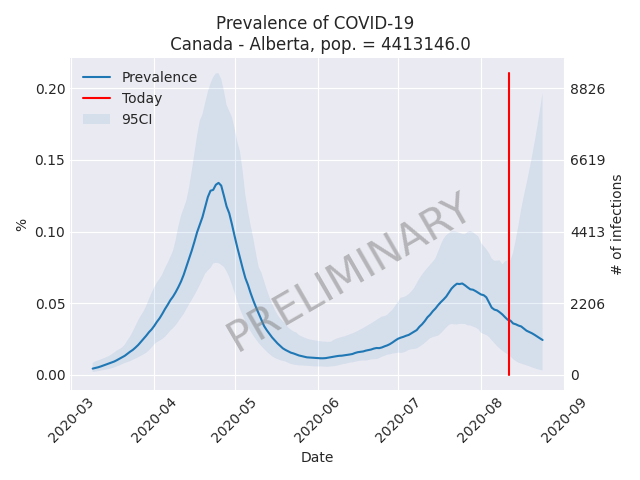 Prevalence of COVID-19
Canada - Alberta, pop. = 4413146.0
Prevalence
Today
95CI
PRELIMINARY
%
0.20
0.15
0.10
0.05
0.00
8826
6619
4413
2206
0
# of infections
2020-03
2020-04
2020-05
2020-06
2020-07
2020-08
2020-09
Date